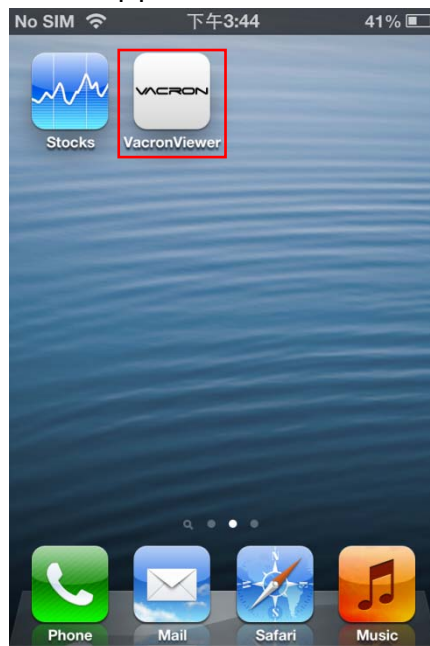 No SIM 下午3:44 41%
VACRON
Stocks VacronViewer
Phone Mail Safari Music